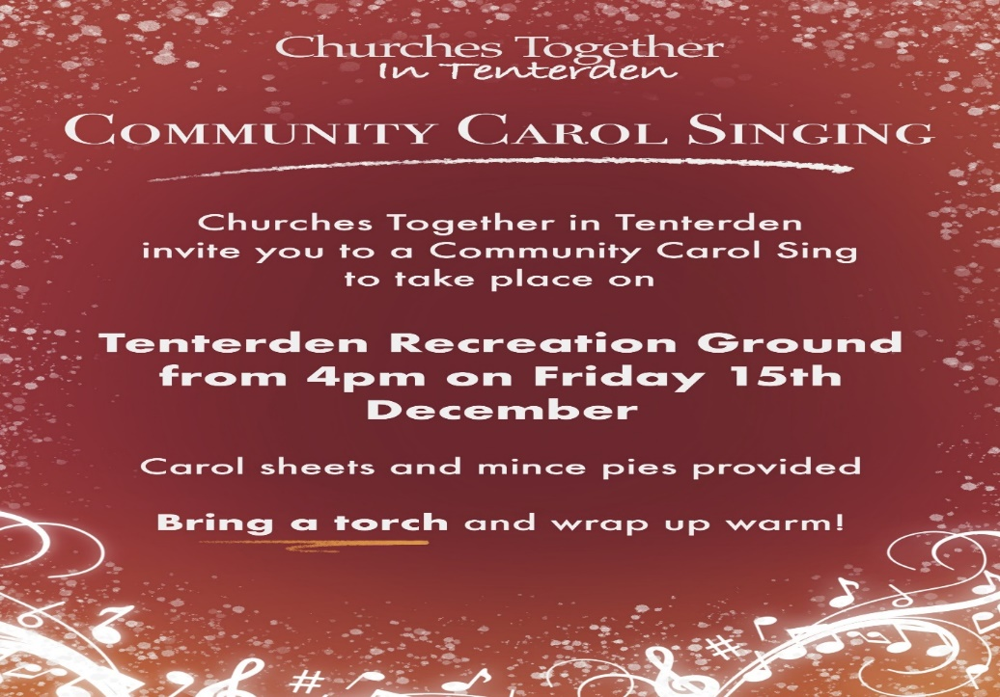 Churches Together
In Tenterden
COMMUNITY CAROL SINGING
Churches Together in Tenterden
invite you to a Community Carol Sing
to take place on
Tenterden Recreation Ground
from 4pm on Friday 15th
December
Carol sheets and mince pies provided
Bring a torch and wrap up warm!